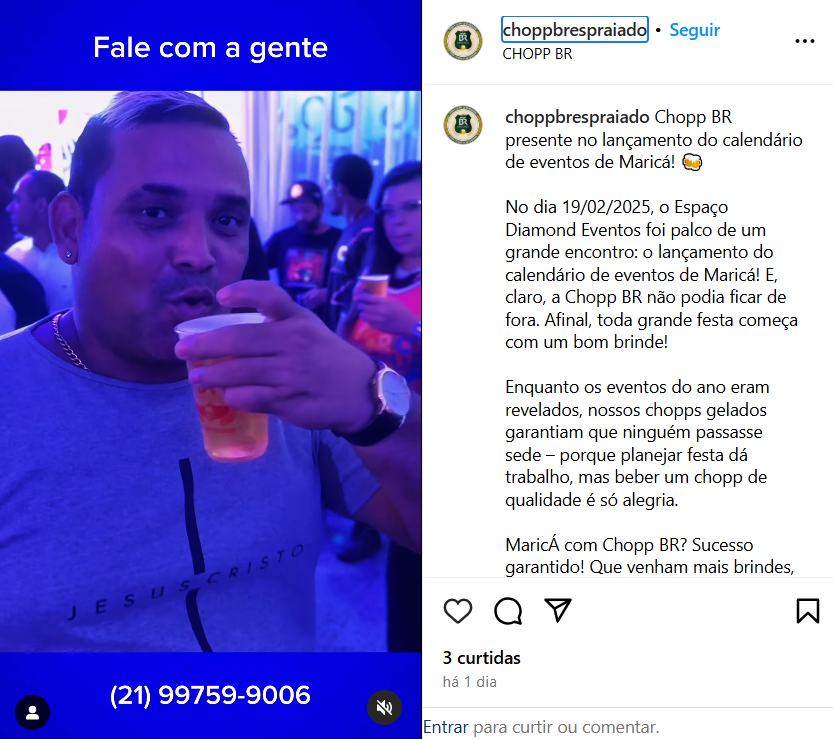 Fale com a gente
JESUS CRISTO
(21) 99759-9006
choppbrespraiado • Seguir
CHOPP BR
choppbrespraiado Chopp BR
presente no lançamento do calendário
de eventos de Maricá! 🍻
No dia 19/02/2025, o Espaço
Diamond Eventos foi palco de um
grande encontro: o lançamento do
calendário de eventos de Maricá! E,
claro, a Chopp BR não podia ficar de
fora. Afinal, toda grande festa começa
com um bom brinde!
Enquanto os eventos do ano eram
revelados, nossos chopps gelados
garantiam que ninguém passasse
sede – porque planejar festa dá
trabalho, mas beber um chopp de
qualidade é só alegria.
MaricÁ com Chopp BR? Sucesso
garantido! Que venham mais brindes,
3 curtidas
há 1 dia
Entrar para curtir ou comentar.